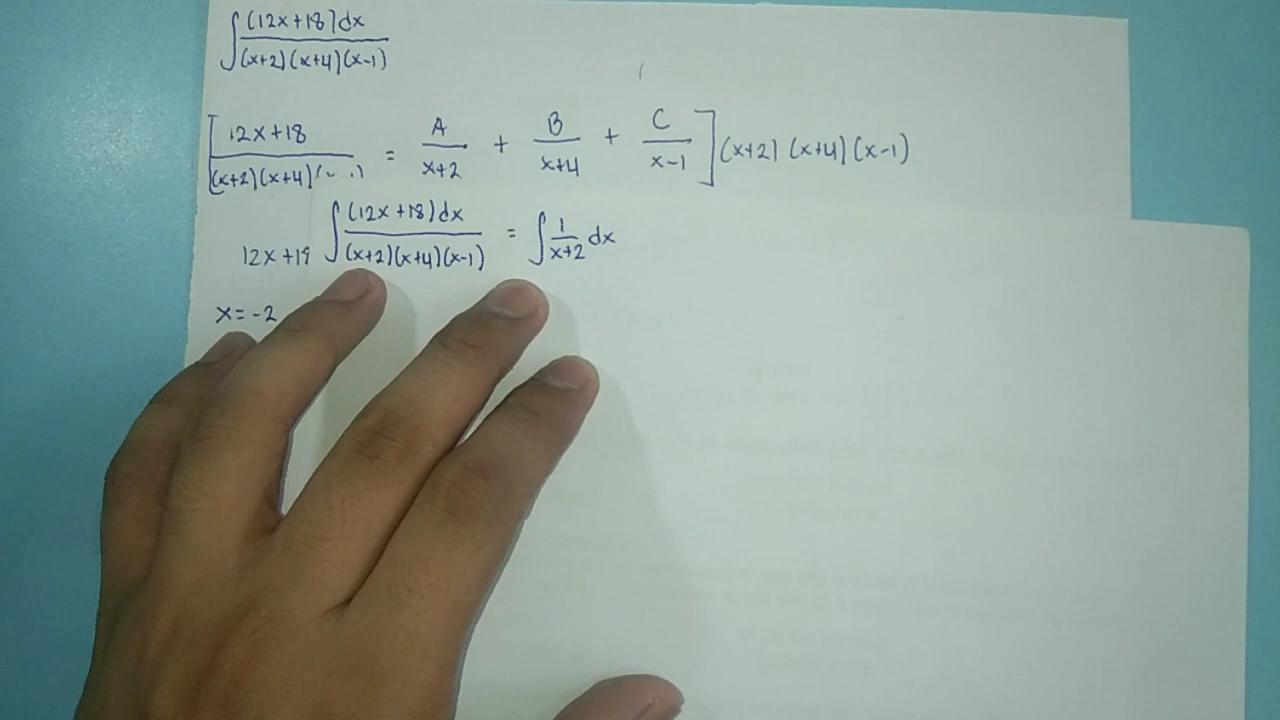 ∫ (12x+18)dx / (x+2)(x+4)(x-1)
[ 12x+18 / (x+2)(x+4) = A / x+2 + B / x+4 + C / x-1 ] (x+2)(x+4)(x-1)
∫ (12x+18)dx / (x+2)(x+4)(x-1) = ∫ 1 / x+2 dx
12x+18
x=-2